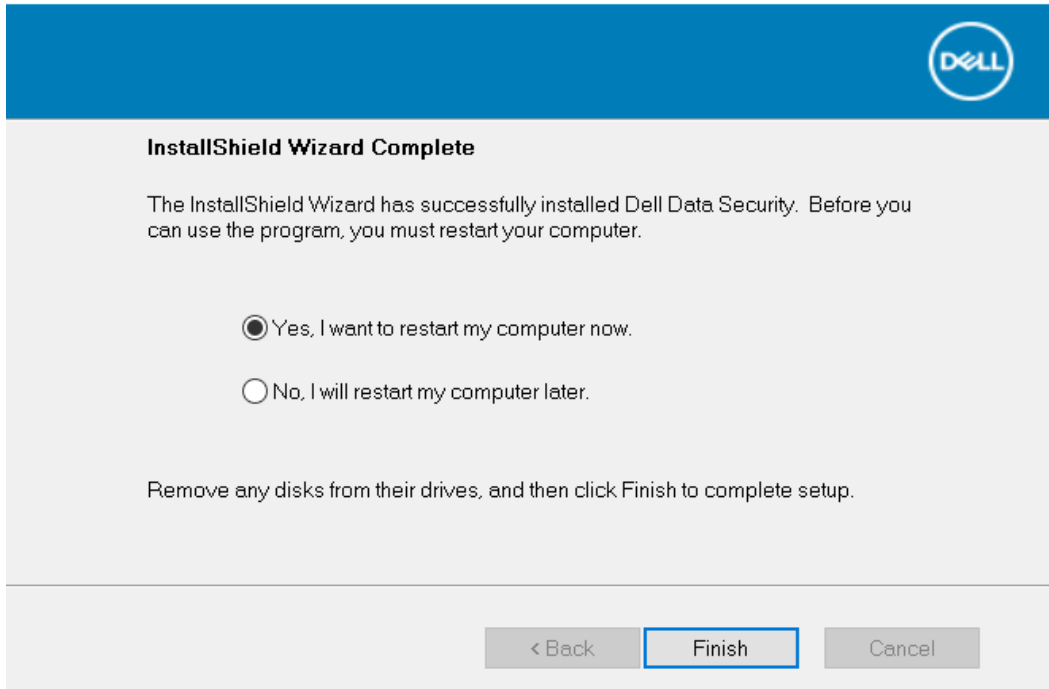 DELL
InstallShield Wizard Complete
The InstallShield Wizard has successfully installed Dell Data Security.  Before you
can use the program, you must restart your computer.
Yes, I want to restart my computer now.
No, I will restart my computer later.
Remove any disks from their drives, and then click Finish to complete setup.
< Back Finish Cancel